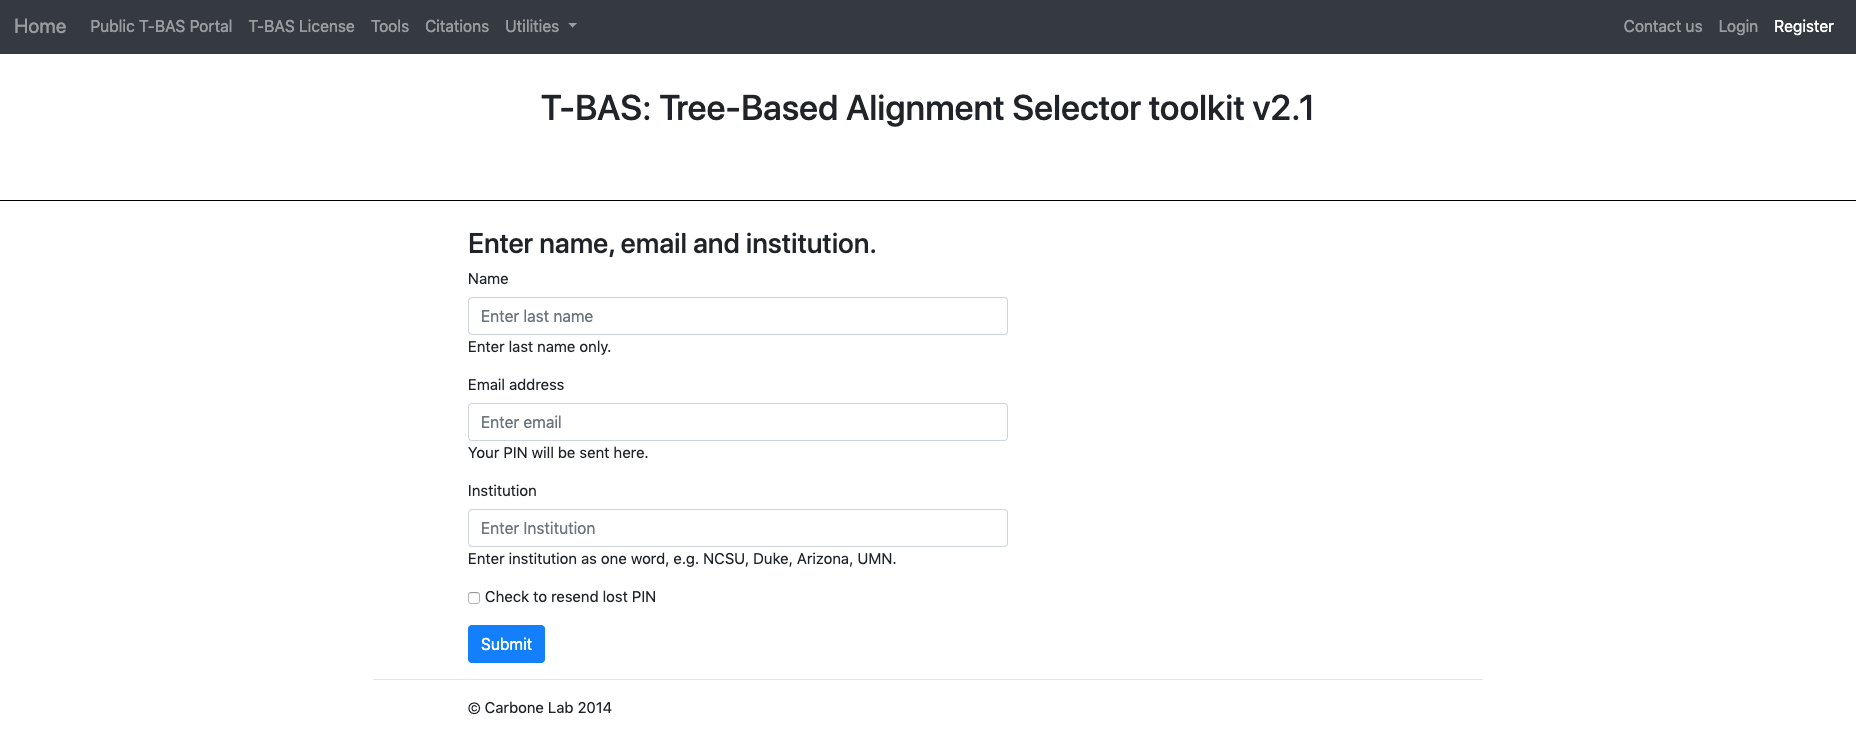 Home Public T-BAS Portal T-BAS License Tools Citations Utilities Contact us Login Register
T-BAS: Tree-Based Alignment Selector toolkit v2.1
Enter name, email and institution.
Name
Enter last name
Enter last name only.
Email address
Enter email
Your PIN will be sent here.
Institution
Enter Institution
Enter institution as one word, e.g. NCSU, Duke, Arizona, UMN.
Check to resend lost PIN
Submit
© Carbone Lab 2014